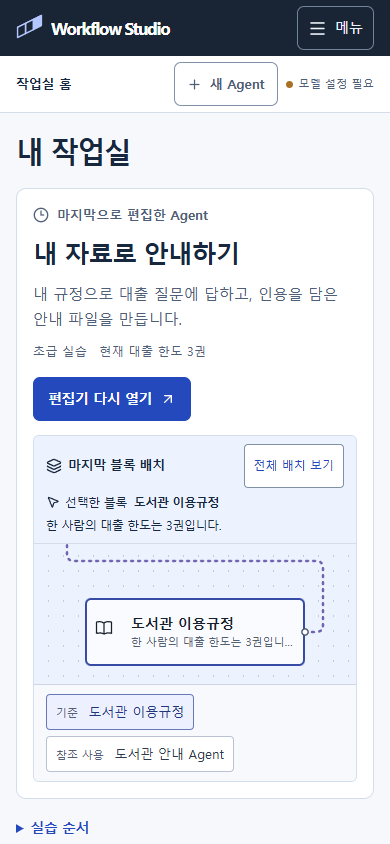 Workflow Studio
메뉴
작업실 홈
새 Agent
모델 설정 필요
내 작업실
마지막으로 편집한 Agent
내 자료로 안내하기
내 규정으로 대출 질문에 답하고, 인용을 담은
안내 파일을 만듭니다.
초급 실습 현재 대출 한도 3권
편집기 다시 열기
마지막 블록 배치
전체 배치 보기
선택한 블록 도서관 이용규정
한 사람의 대출 한도는 3권입니다.
도서관 이용규정
한 사람의 대출 한도는 3권입니...
기준 도서관 이용규정
참조 사용 도서관 안내 Agent
실습 순서